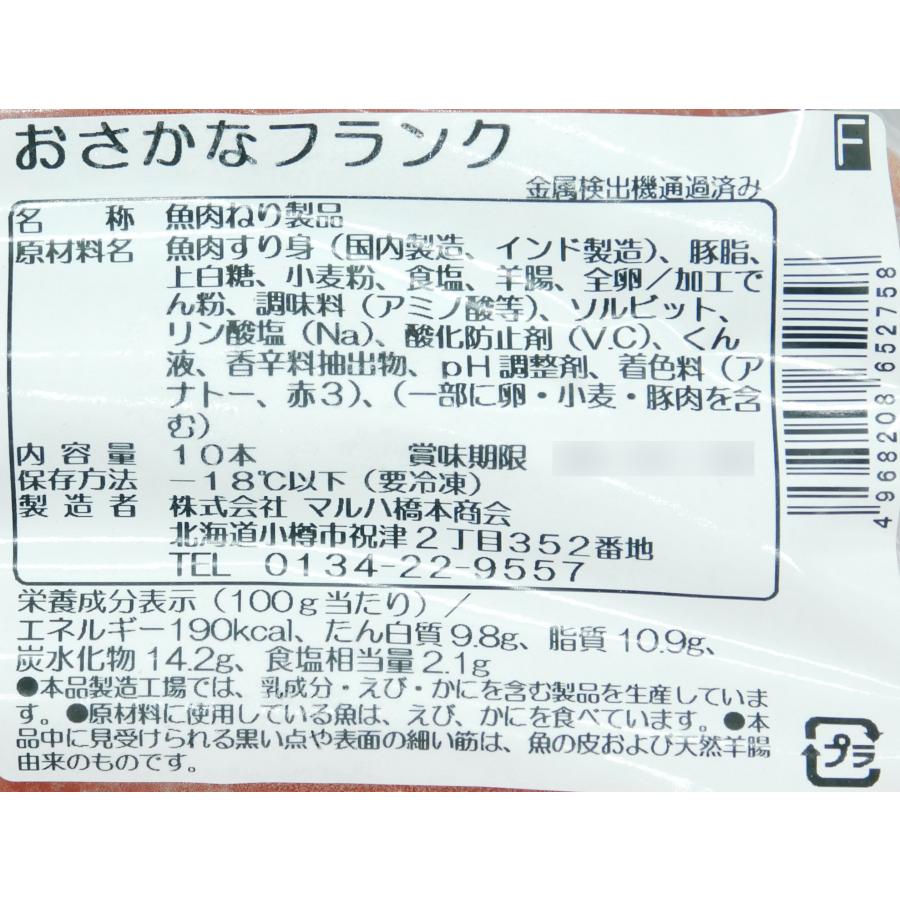 おさかなフランク
F
金属検出機通過済み
名称 魚肉ねり製品
原材料名 魚肉すり身（国内製造、インド製造）、豚脂、
上白糖、小麦粉、食塩、羊腸、全卵／加工で
ん粉、調味料（アミノ酸等）、ソルビット、
リン酸塩（Na）、酸化防止剤（V.C）、くん
液、香辛料抽出物、pH調整剤、着色料（ア
ナトー、赤3）、（一部に卵・小麦・豚肉を含
む）
内容量 10本 賞味期限
保存方法 －18℃以下（要冷凍）
製造者 株式会社 マルハ橋本商会
北海道小樽市祝津2丁目352番地
TEL 0134-22-9557
栄養成分表示（100g当たり）／
エネルギー190kcal、たん白質9.8g、脂質10.9g、
炭水化物14.2g、食塩相当量2.1g
●本品製造工場では、乳成分・えび・かにを含む製品を生産していま
す。●原材料に使用している魚は、えび、かにを食べています。●本
品中に見受けられる黒い点や表面の細い筋は、魚の皮および天然羊腸
由来のものです。
4968208652758
プラ